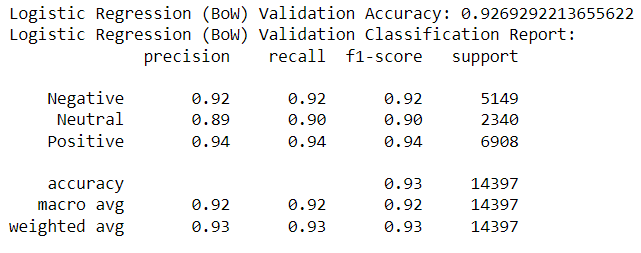 Logistic Regression (BoW) Validation Accuracy: 0.9269292213655622
Logistic Regression (BoW) Validation Classification Report:
precision recall f1-score support
Negative 0.92 0.92 0.92 5149
Neutral 0.89 0.90 0.90 2340
Positive 0.94 0.94 0.94 6908
accuracy 0.93 14397
macro avg 0.92 0.92 0.92 14397
weighted avg 0.93 0.93 0.93 14397